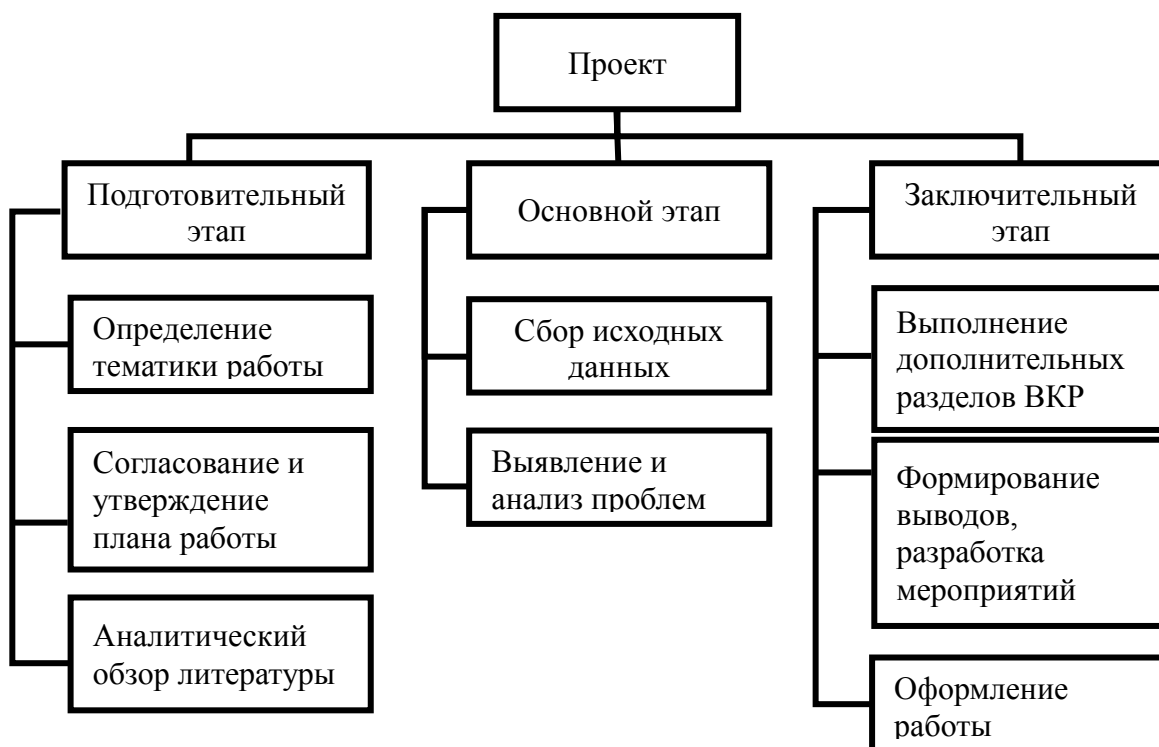 Проект
Подготовительный
этап
Определение
тематики работы
Согласование и
утверждение
плана работы
Аналитический
обзор литературы
Основной этап
Сбор исходных
данных
Выявление и
анализ проблем
Заключительный
этап
Выполнение
дополнительных
разделов ВКР
Формирование
выводов,
разработка
мероприятий
Оформление
работы